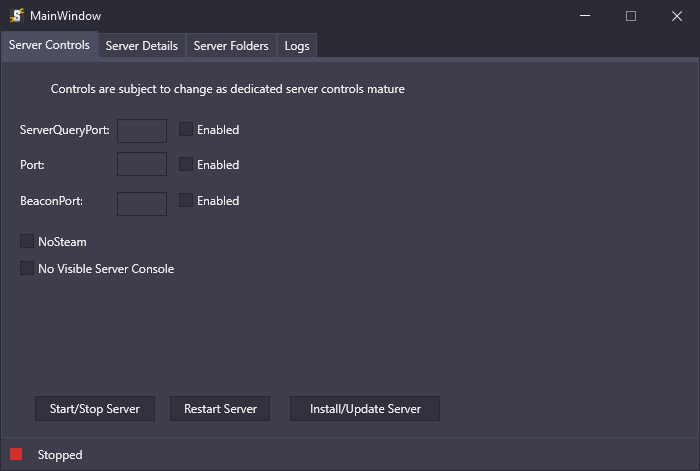 MainWindow
Server Controls Server Details Server Folders Logs
Controls are subject to change as dedicated server controls mature
ServerQueryPort: Enabled
Port: Enabled
BeaconPort: Enabled
NoSteam
No Visible Server Console
Start/Stop Server Restart Server Install/Update Server
Stopped